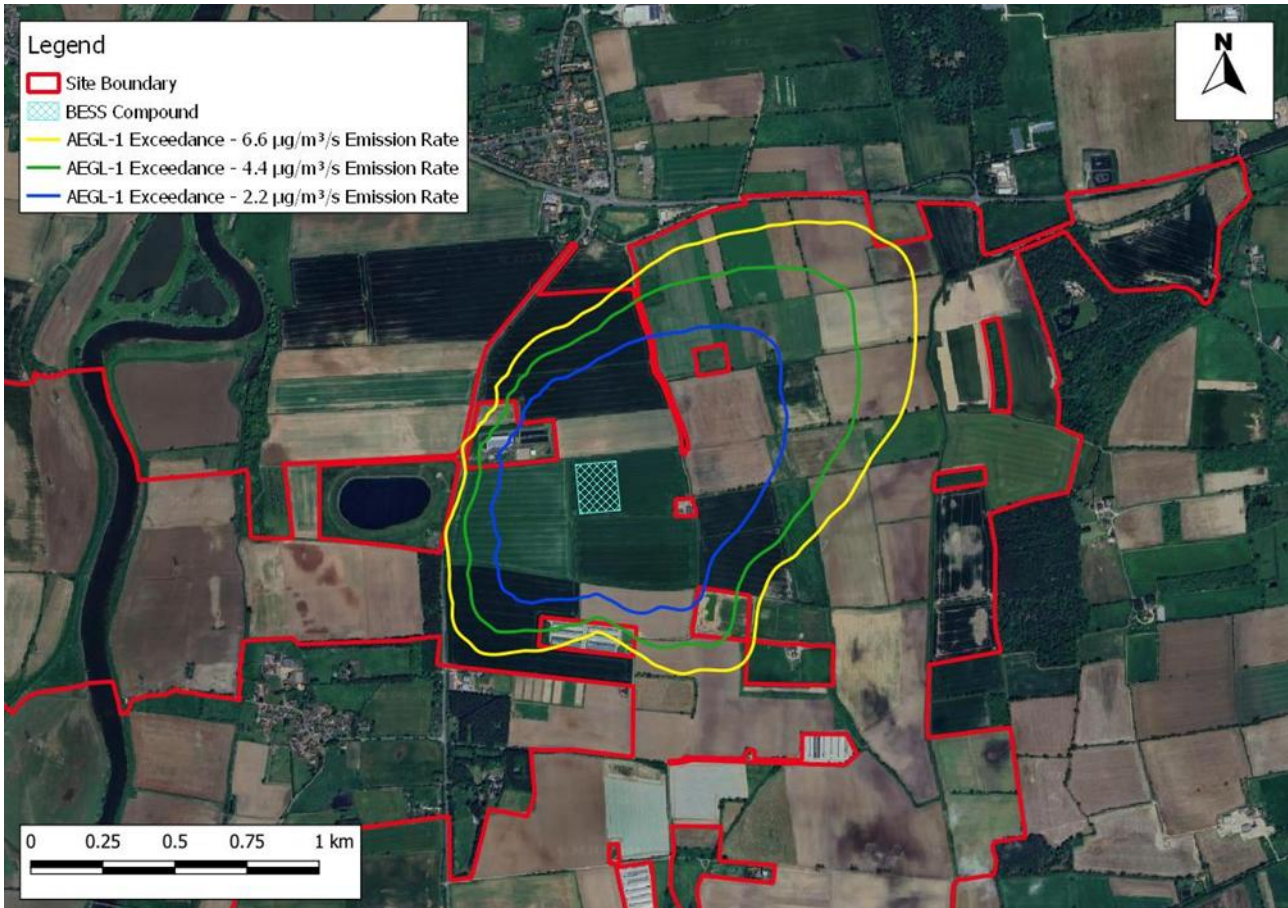 Legend
Site Boundary
BESS Compound
AEGL-1 Exceedance - 6.6 µg/m³/s Emission Rate
AEGL-1 Exceedance - 4.4 µg/m³/s Emission Rate
AEGL-1 Exceedance - 2.2 µg/m³/s Emission Rate
N
0 0.25 0.5 0.75 1 km